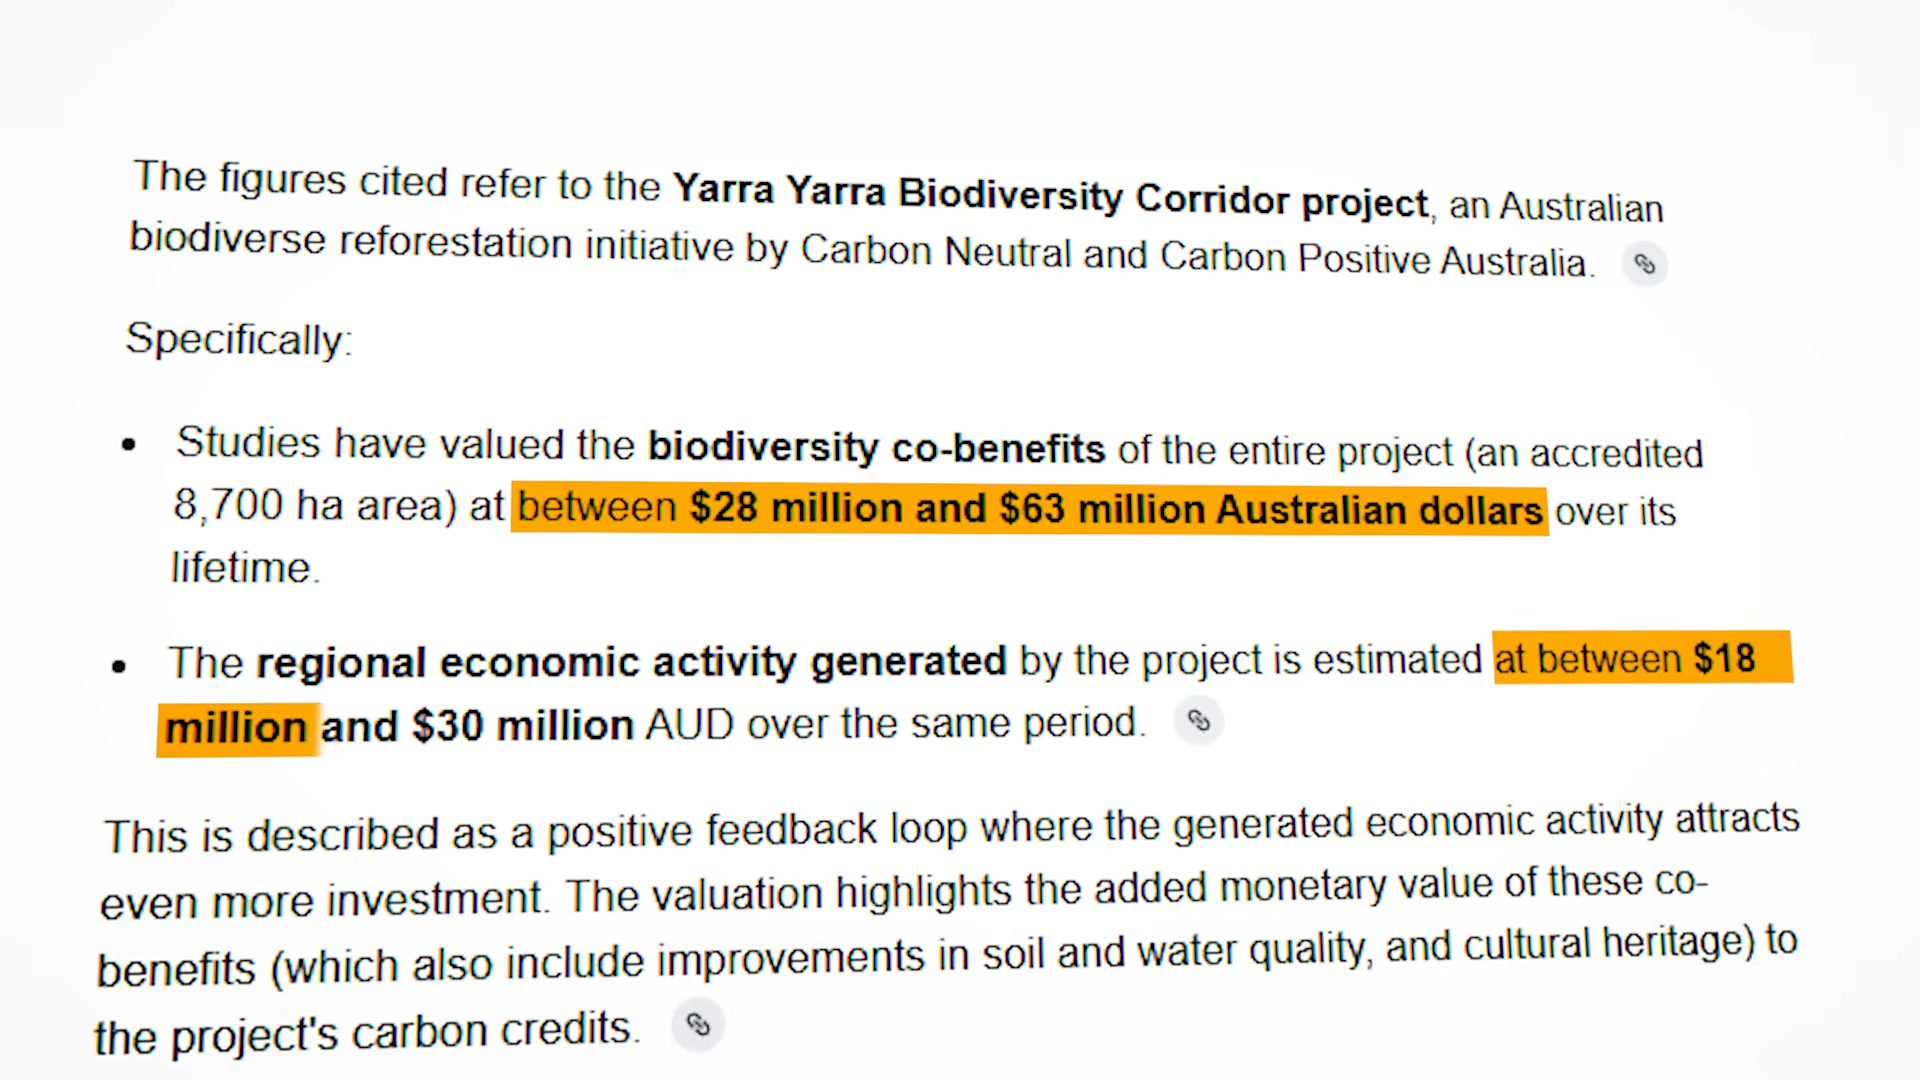 The figures cited refer to the Yarra Yarra Biodiversity Corridor project, an Australian
biodiverse reforestation initiative by Carbon Neutral and Carbon Positive Australia.
Specifically:
• Studies have valued the biodiversity co-benefits of the entire project (an accredited
8,700 ha area) at between $28 million and $63 million Australian dollars over its
lifetime.
• The regional economic activity generated by the project is estimated at between $18
million and $30 million AUD over the same period.
This is described as a positive feedback loop where the generated economic activity attracts
even more investment. The valuation highlights the added monetary value of these co-
benefits (which also include improvements in soil and water quality, and cultural heritage) to
the project's carbon credits.